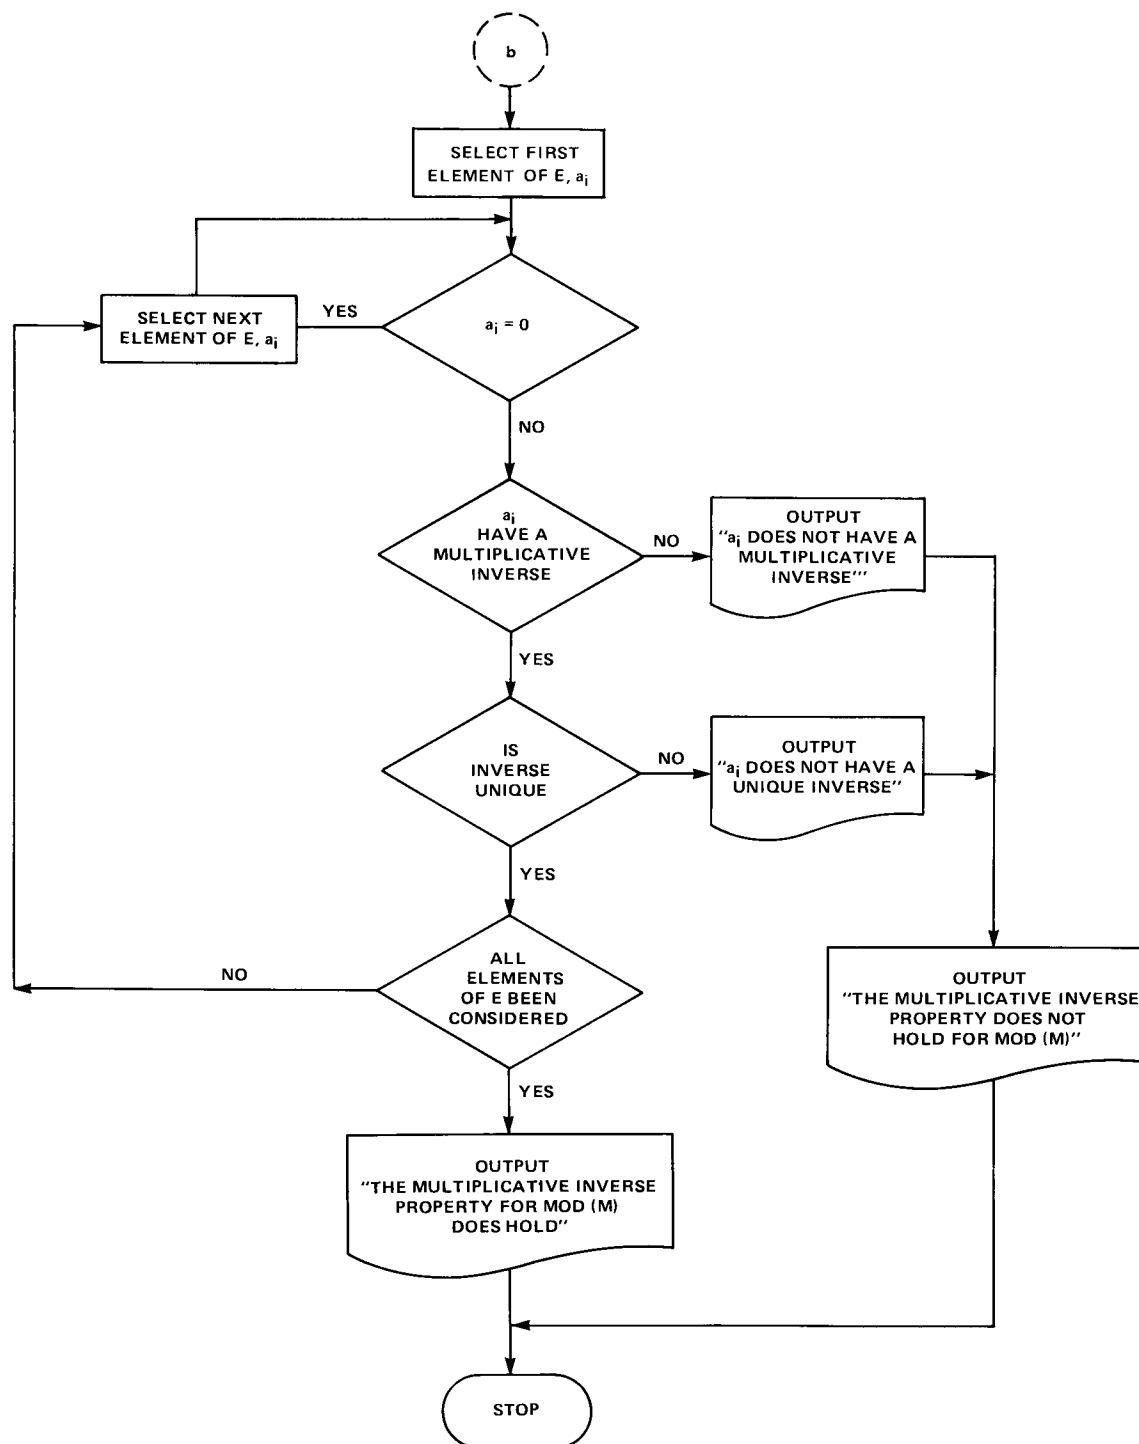 b
SELECT FIRST
ELEMENT OF E, ai
SELECT NEXT
ELEMENT OF E, ai
YES
ai = 0
NO
ai
HAVE A
MULTIPLICATIVE
INVERSE
NO
OUTPUT
"ai DOES NOT HAVE A
MULTIPLICATIVE
INVERSE'"
YES
IS
INVERSE
UNIQUE
NO
OUTPUT
"ai DOES NOT HAVE A
UNIQUE INVERSE"
YES
ALL
ELEMENTS
OF E BEEN
CONSIDERED
NO
OUTPUT
"THE MULTIPLICATIVE INVERSE
PROPERTY DOES NOT
HOLD FOR MOD (M)"
YES
OUTPUT
"THE MULTIPLICATIVE INVERSE
PROPERTY FOR MOD (M)
DOES HOLD"
STOP